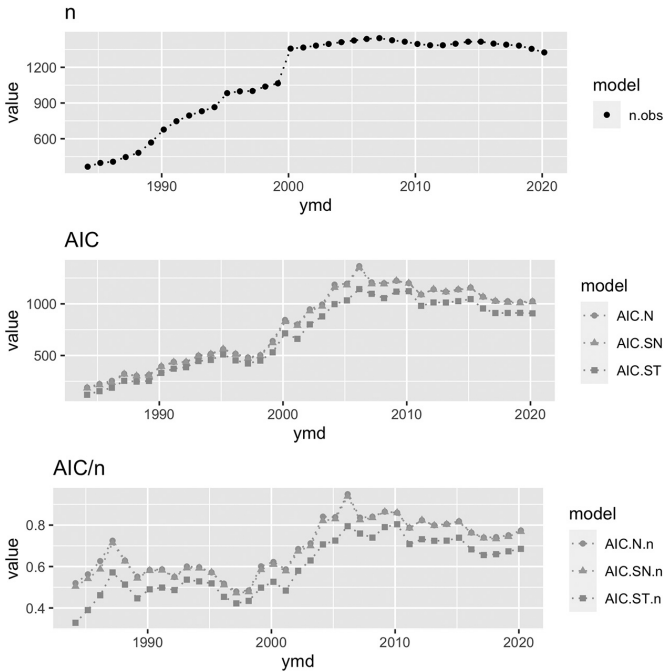 n
1200
900
600
value
1990 2000 2010 2020
ymd
model
n.obs
AIC
1000
500
value
1990 2000 2010 2020
ymd
model
AIC.N
AIC.SN
AIC.ST
AIC/n
0.8
0.6
0.4
value
1990 2000 2010 2020
ymd
model
AIC.N.n
AIC.SN.n
AIC.ST.n